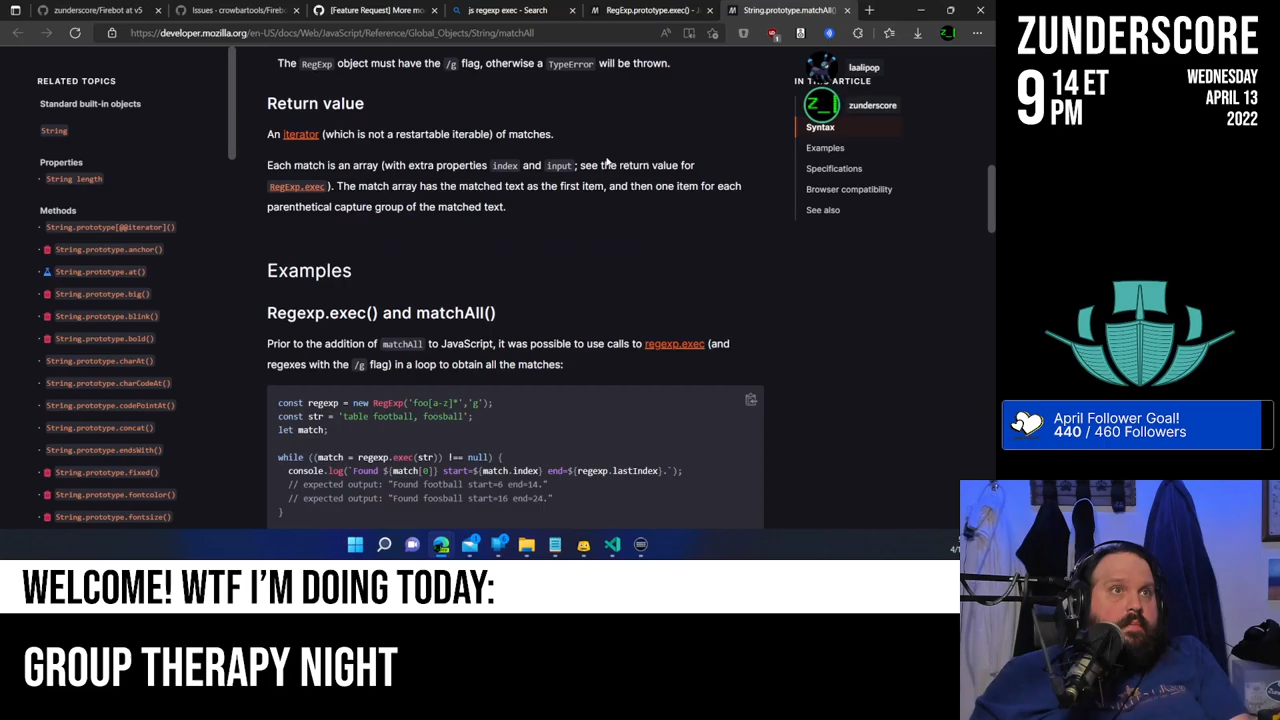 zunderscore/Firebot at v5
Issues · crowbartools/Firebot
[Feature Request] More mo
js regexp exec - Search
RegExp.prototype.exec() - J
String.prototype.matchAll()
https://developer.mozilla.org/en-US/docs/Web/JavaScript/Reference/Global_Objects/String/matchAll
RELATED TOPICS
Standard built-in objects
String
Properties
String length
Methods
String.prototype[@@iterator]()
String.prototype.anchor()
String.prototype.at()
String.prototype.big()
String.prototype.blink()
String.prototype.bold()
String.prototype.charAt()
String.prototype.charCodeAt()
String.prototype.codePointAt()
String.prototype.concat()
String.prototype.endsWith()
String.prototype.fixed()
String.prototype.fontcolor()
String.prototype.fontsize()
The RegExp object must have the /g flag, otherwise a TypeError will be thrown.
Return value
An iterator (which is not a restartable iterable) of matches.
Each match is an array (with extra properties index and input; see the return value for
RegExp.exec). The match array has the matched text as the first item, and then one item for each
parenthetical capture group of the matched text.
Examples
Regexp.exec() and matchAll()
Prior to the addition of matchAll to JavaScript, it was possible to use calls to regexp.exec (and
regexes with the /g flag) in a loop to obtain all the matches:
const regexp = new RegExp('foo[a-z]*','g');
const str = 'table football, foosball';
let match;
while ((match = regexp.exec(str)) !== null) {
console.log(`Found ${match[0]} start=${match.index} end=${regexp.lastIndex}.`);
// expected output: "Found football start=6 end=14."
// expected output: "Found foosball start=16 end=24."
}
laalipop
IN THIS ARTICLE
z_
zunderscore
Syntax
Examples
Specifications
Browser compatibility
See also
4/1
ZUNDERSCORE
9 14 ET
PM
WEDNESDAY
APRIL 13
2022
April Follower Goal!
440 / 460 Followers
WELCOME! WTF I'M DOING TODAY:
GROUP THERAPY NIGHT